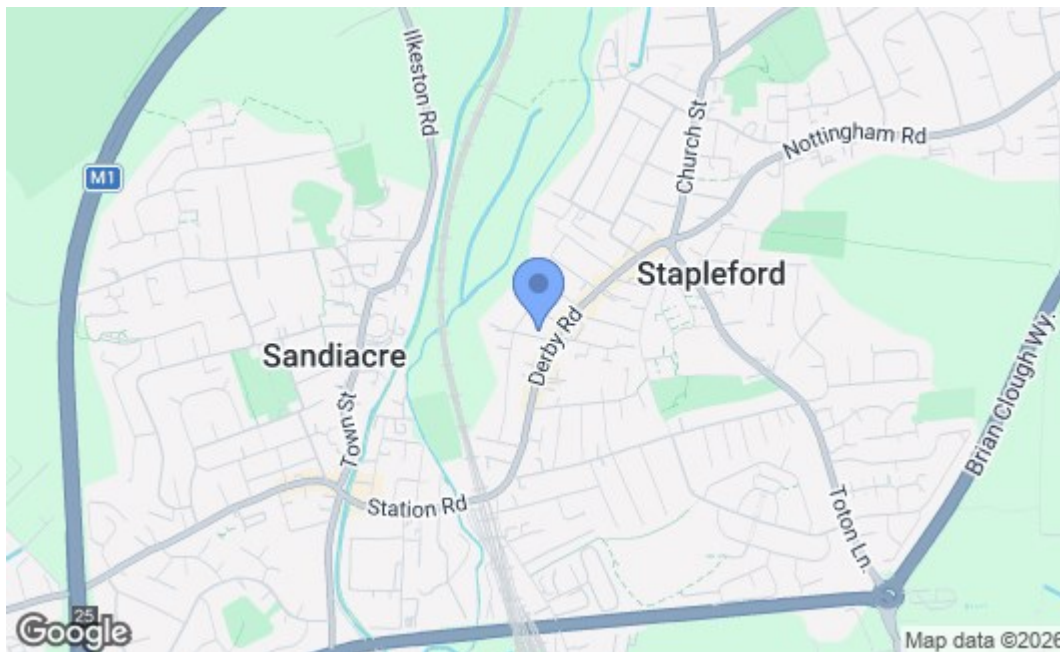 Ilkeston Rd
M1
Church St
Nottingham Rd
Stapleford
Sandiacre
Derby Rd
Town St
Station Rd
Toton Ln.
Brian Clough Wy.
25
Google
Map data ©2026